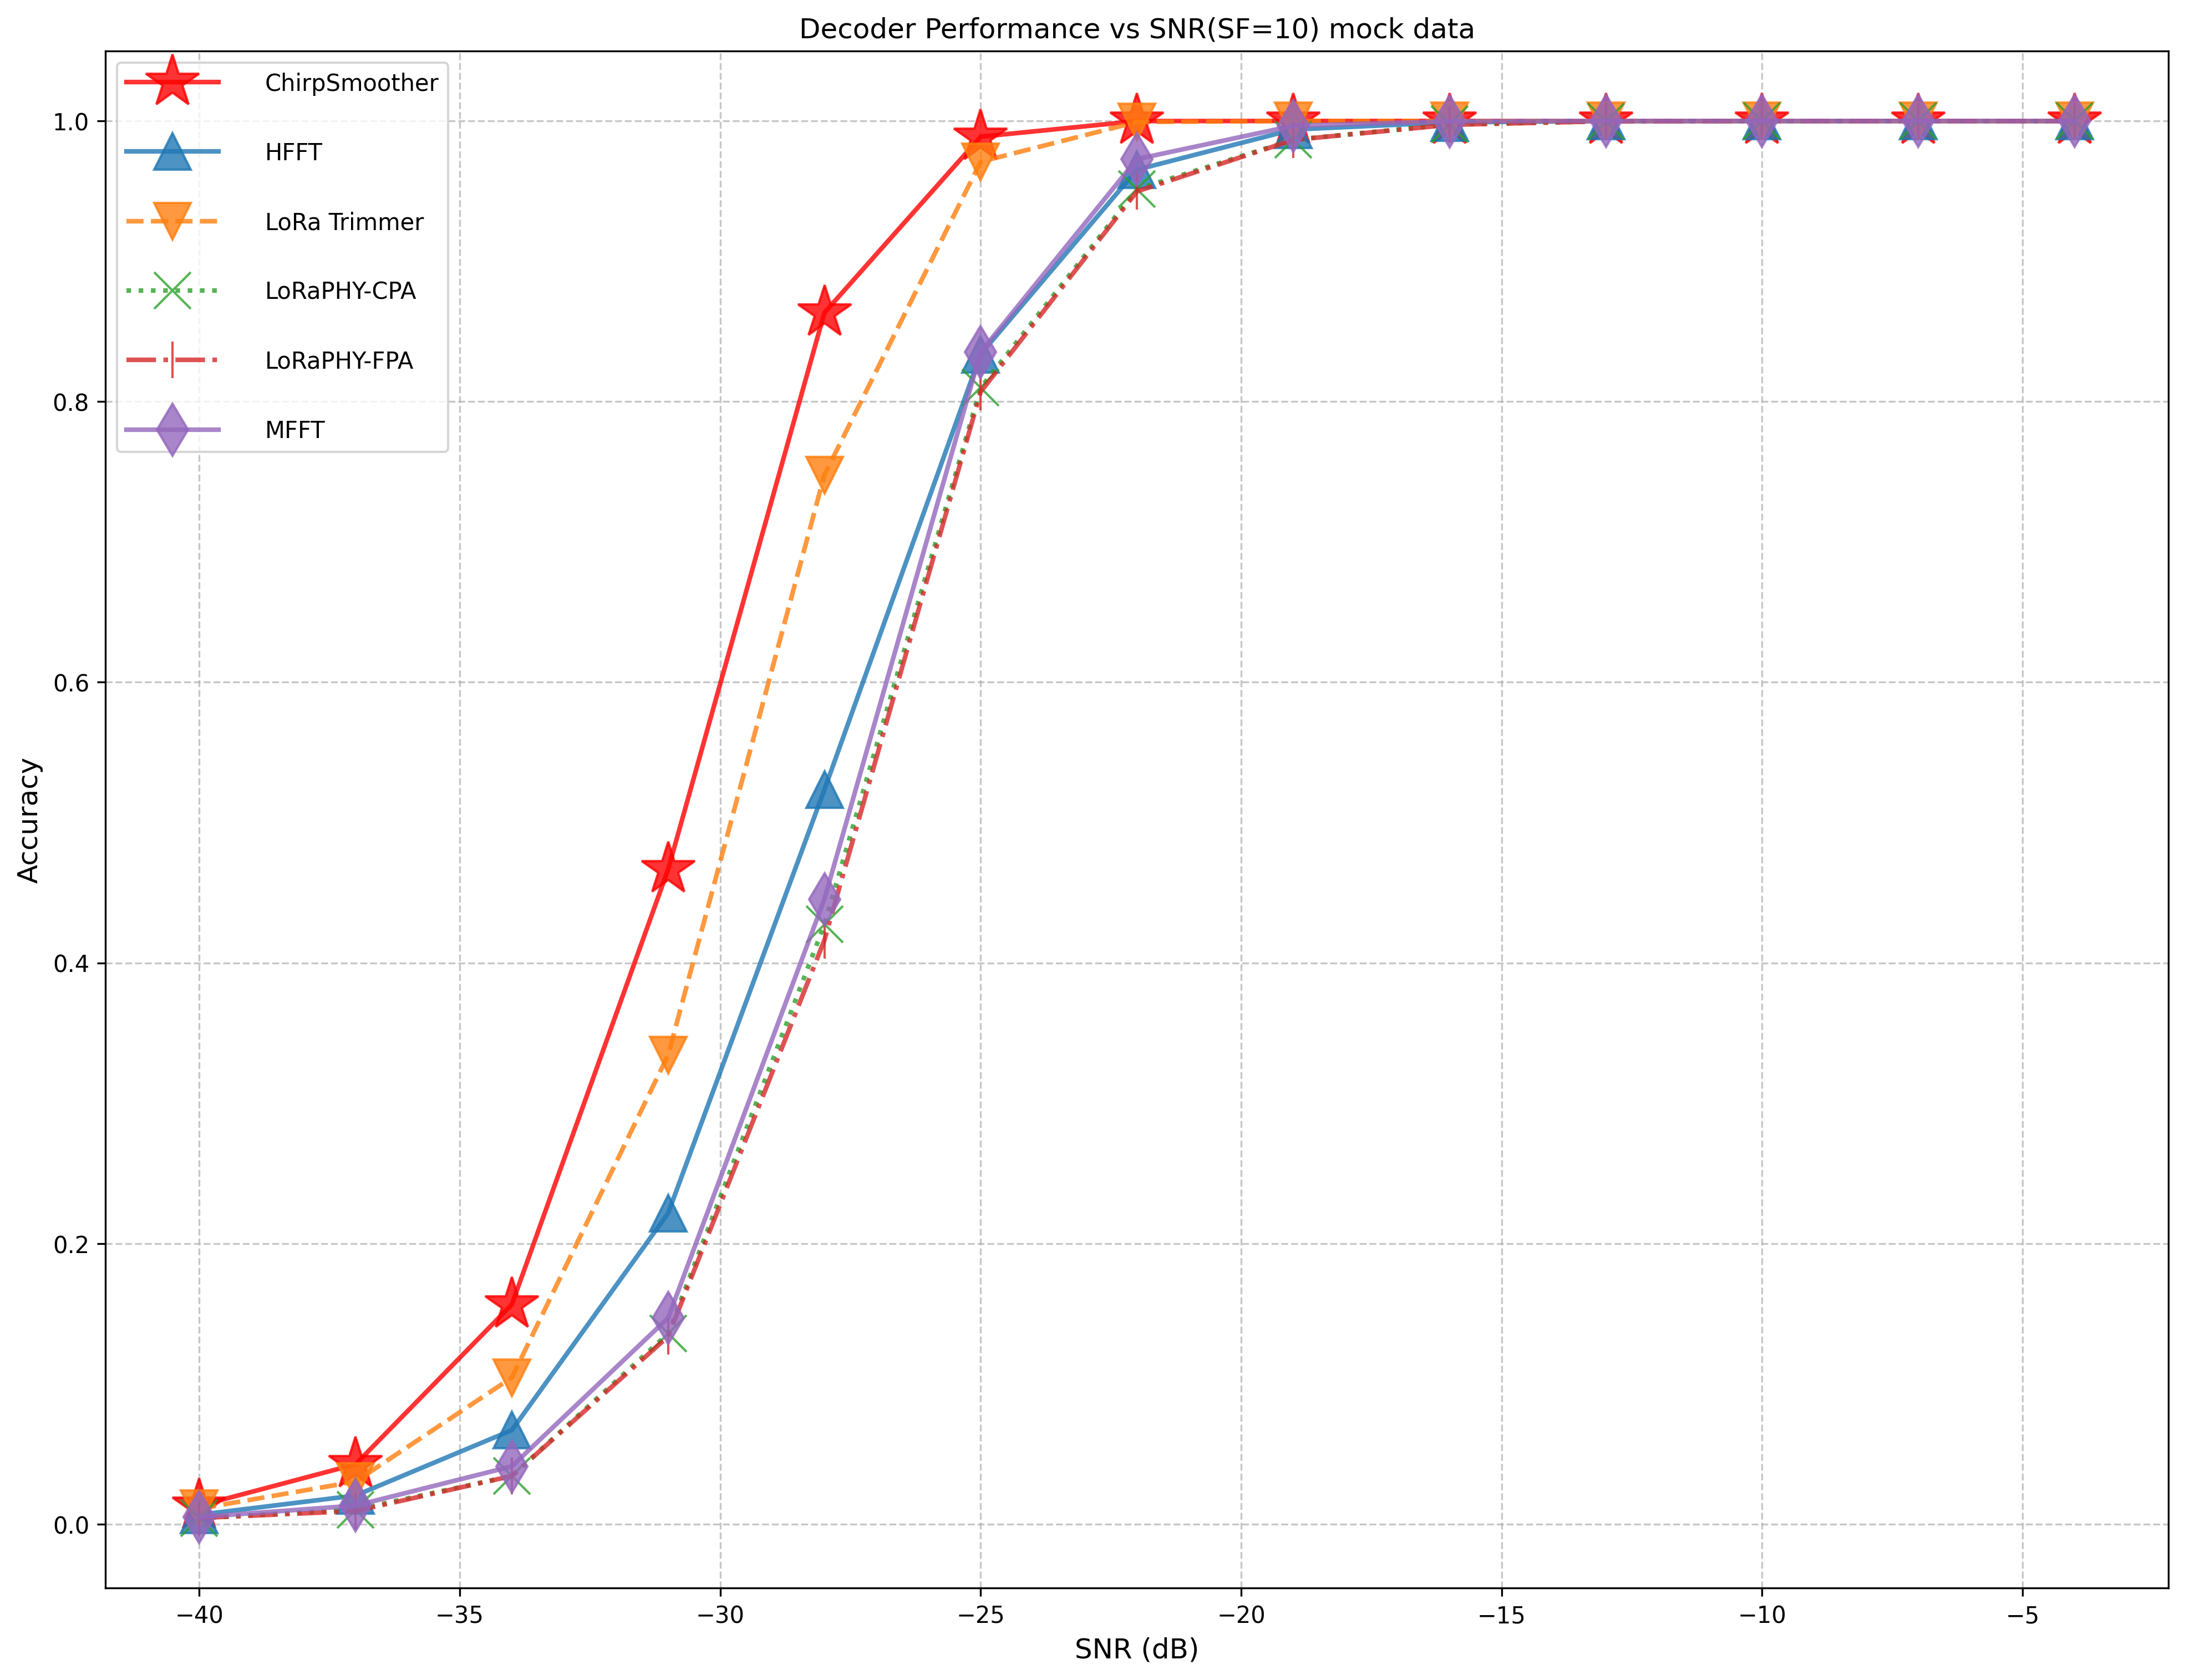 Decoder Performance vs SNR(SF=10) mock data
ChirpSmoother
HFFT
LoRa Trimmer
LoRaPHY-CPA
LoRaPHY-FPA
MFFT
Accuracy
1.0
0.8
0.6
0.4
0.2
0.0
−40
−35
−30
−25
−20
−15
−10
−5
SNR (dB)